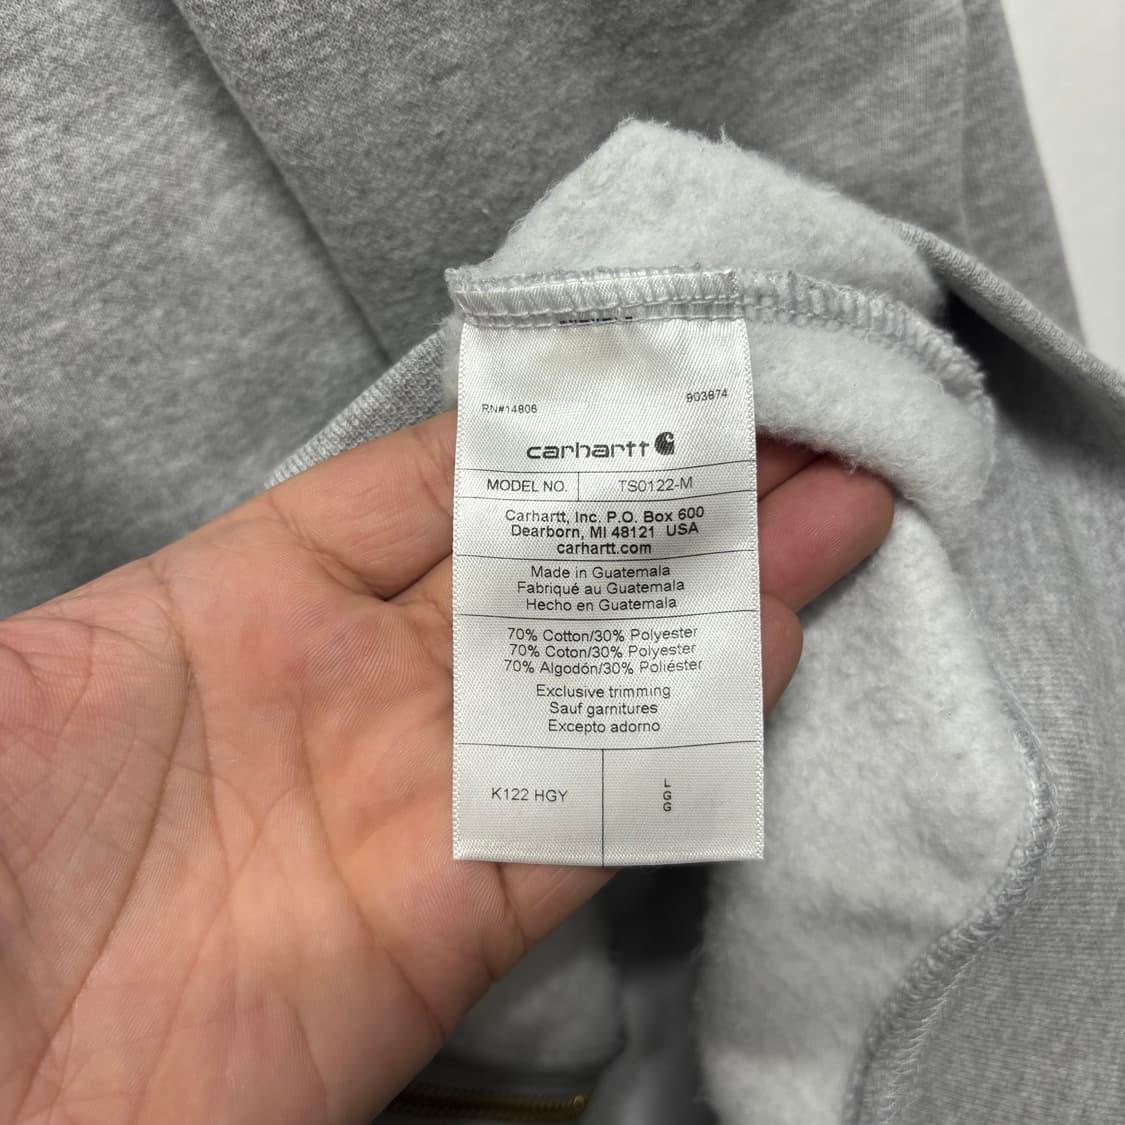 RN#14806 903874
carhartt
MODEL NO. TS0122-M
Carhartt, Inc. P.O. Box 600
Dearborn, MI 48121 USA
carhartt.com
Made in Guatemala
Fabriqué au Guatemala
Hecho en Guatemala
70% Cotton/30% Polyester
70% Coton/30% Polyester
70% Algodón/30% Poliéster
Exclusive trimming
Sauf garnitures
Excepto adorno
K122 HGY
L
G
G